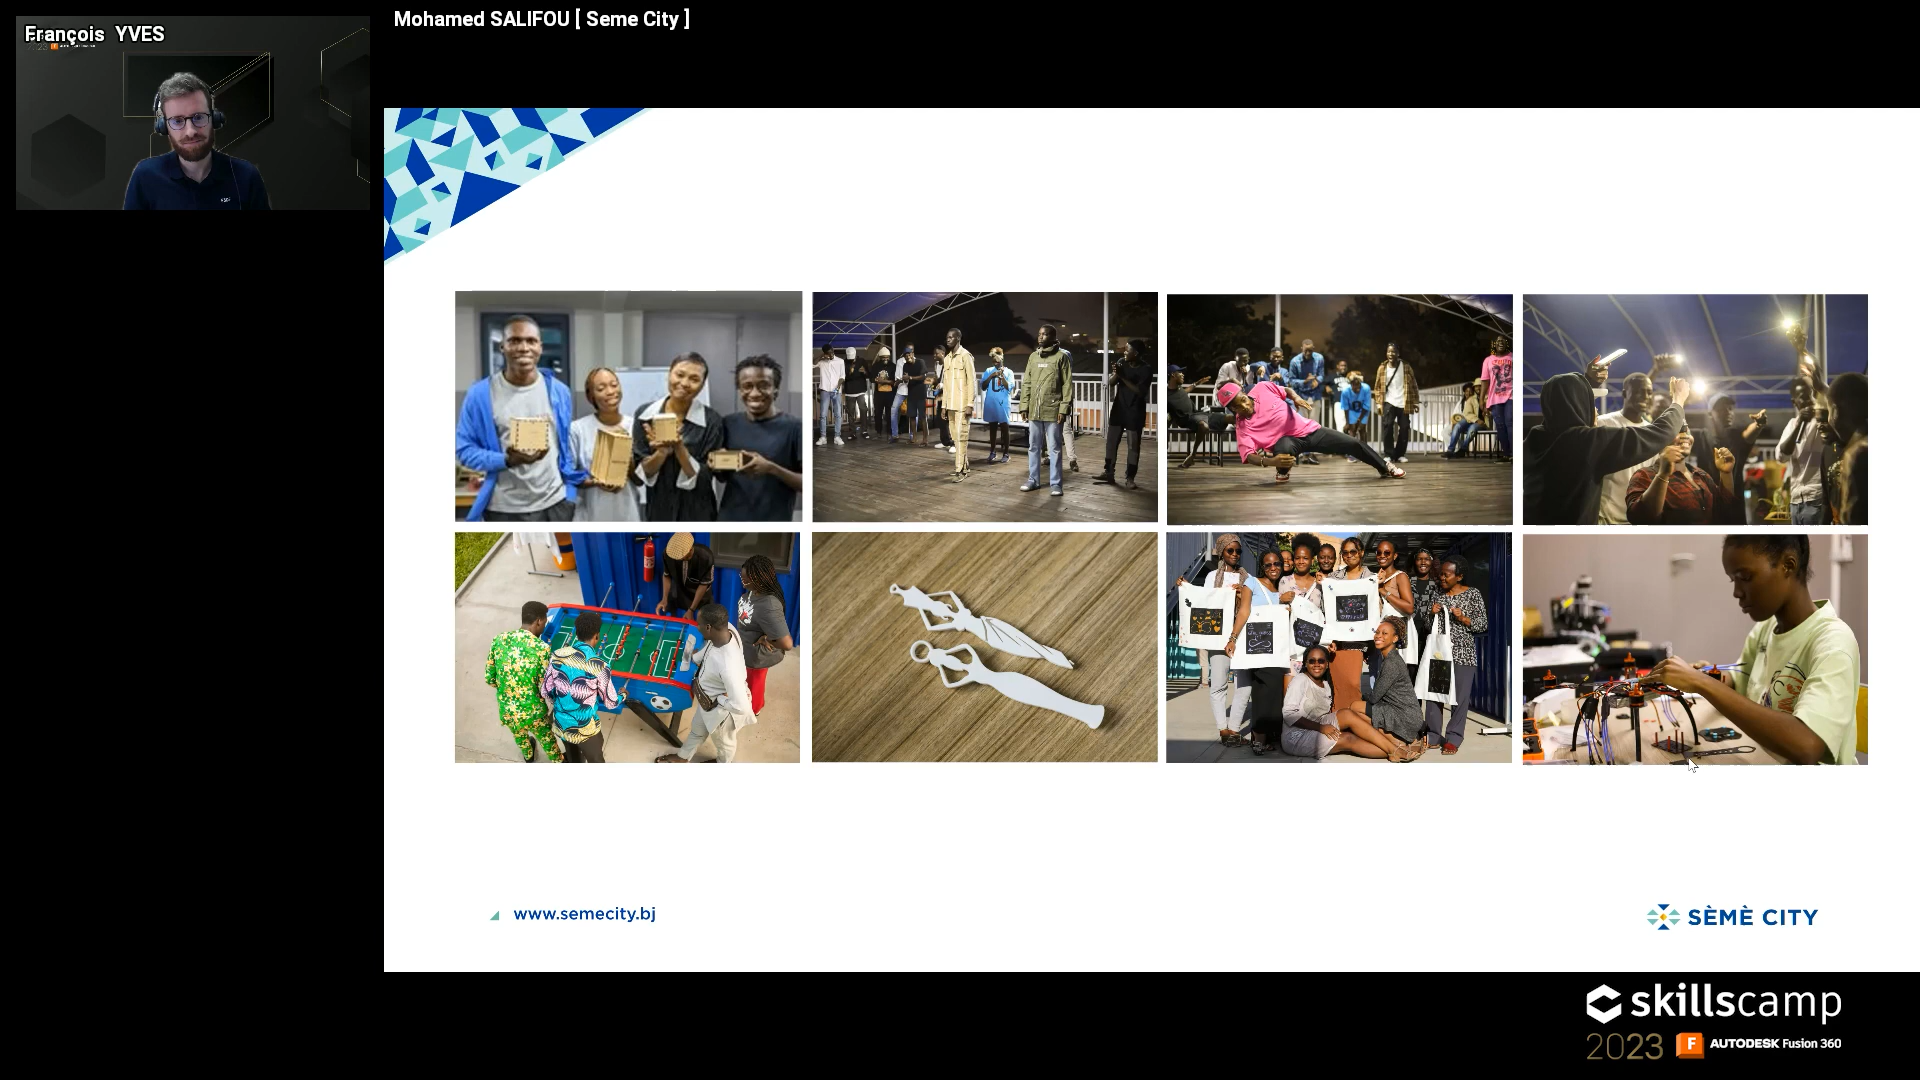 François YVES
Mohamed SALIFOU [ Seme City ]
www.semecity.bj
SÈMÈ CITY
skillscamp
2023 F AUTODESK Fusion 360